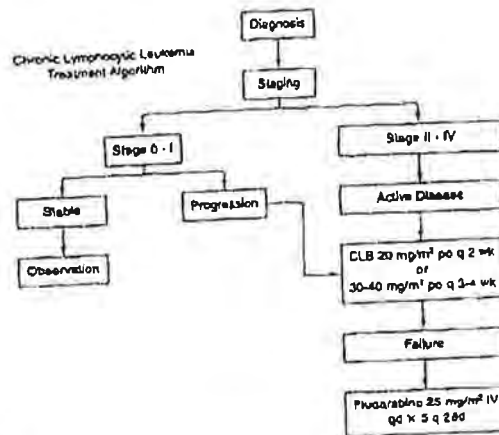 Diagnosis
Chronic Lymphocytic Leukemia
Treatment Algorithm
Staging
Stage 0 - I
Stage II - IV
Stable
Progression
Active Disease
Observation
CLB 20 mg/m² po q 2 wk
or
30-40 mg/m² po q 3-4 wk
Failure
Fludarabine 25 mg/m² IV
qd × 5 q 28d